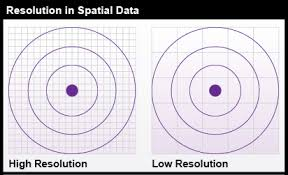 Resolution in Spatial Data
High Resolution
Low Resolution